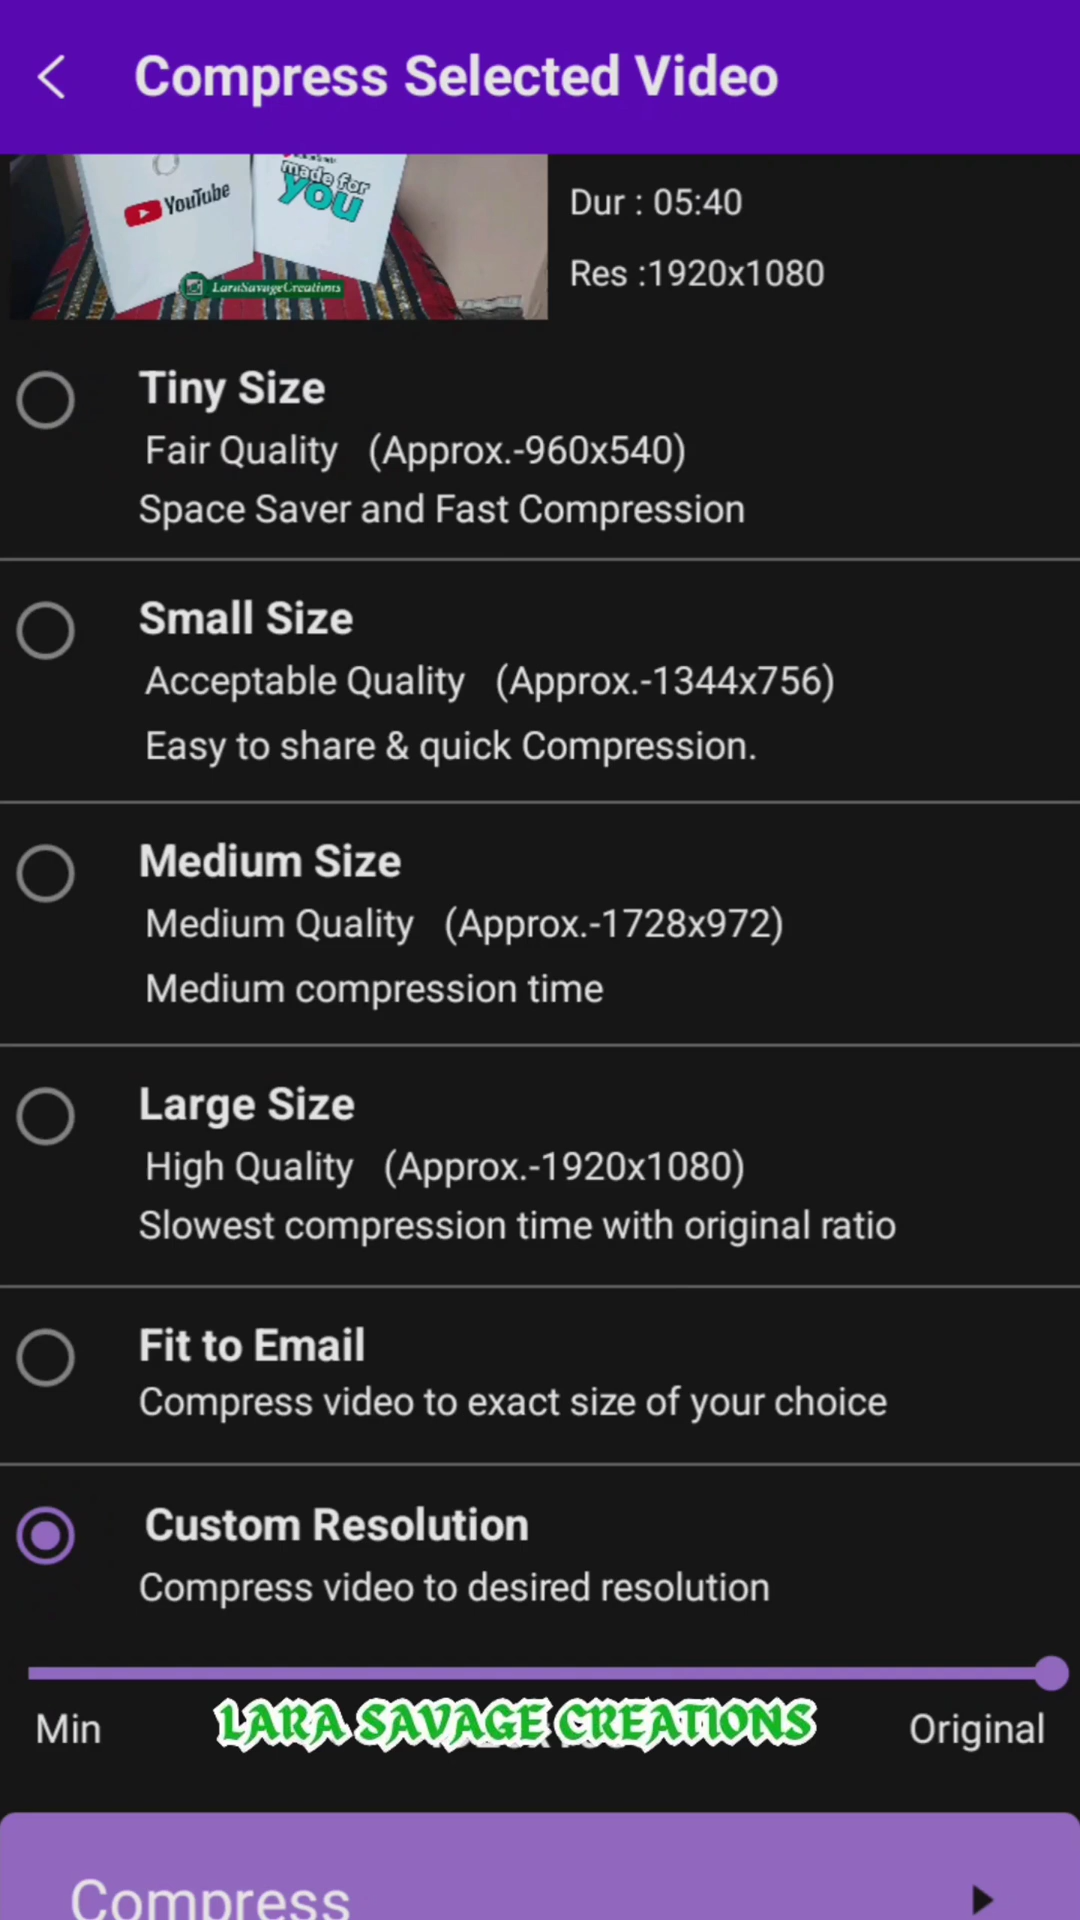 Compress Selected Video
YouTube
made for
you
LaraSavageCreations
Dur : 05:40
Res :1920x1080
Tiny Size
Fair Quality (Approx.-960x540)
Space Saver and Fast Compression
Small Size
Acceptable Quality (Approx.-1344x756)
Easy to share & quick Compression.
Medium Size
Medium Quality (Approx.-1728x972)
Medium compression time
Large Size
High Quality (Approx.-1920x1080)
Slowest compression time with original ratio
Fit to Email
Compress video to exact size of your choice
Custom Resolution
Compress video to desired resolution
Min
LARA SAVAGE CREATIONS
Original
Compress